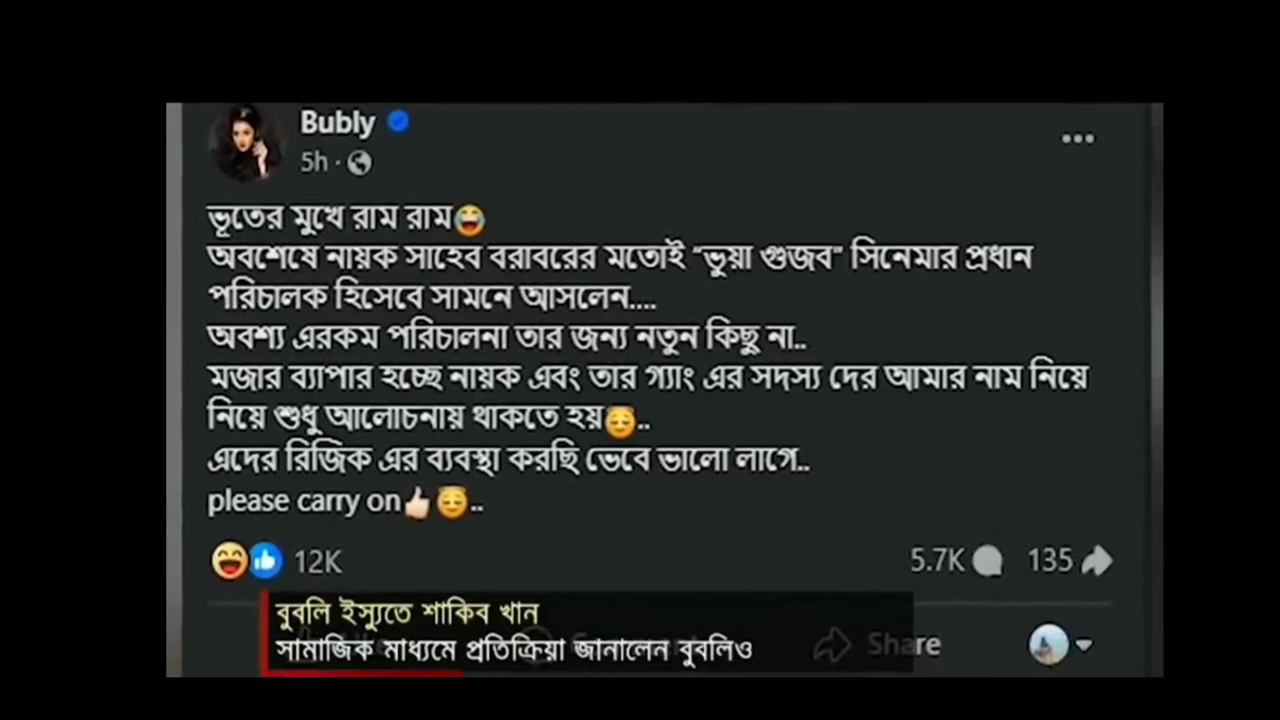 Bubly
5h ·
ভূতের মুখে রাম রাম😂
অবশেষে নায়ক সাহেব বরাবরের মতোই "ভুয়া গুজব" সিনেমার প্রধান
পরিচালক হিসেবে সামনে আসলেন....
অবশ্য এরকম পরিচালনা তার জন্য নতুন কিছু না..
মজার ব্যাপার হচ্ছে নায়ক এবং তার গ্যাং এর সদস্য দের আমার নাম নিয়ে
নিয়ে শুধু আলোচনায় থাকতে হয়😇..
এদের রিজিক এর ব্যবস্থা করছি ভেবে ভালো লাগে..
please carry on👍🏻😇..
12K 5.7K 135
বুবলি ইস্যুতে শাকিব খান
সামাজিক মাধ্যমে প্রতিক্রিয়া জানালেন বুবলিও
Share